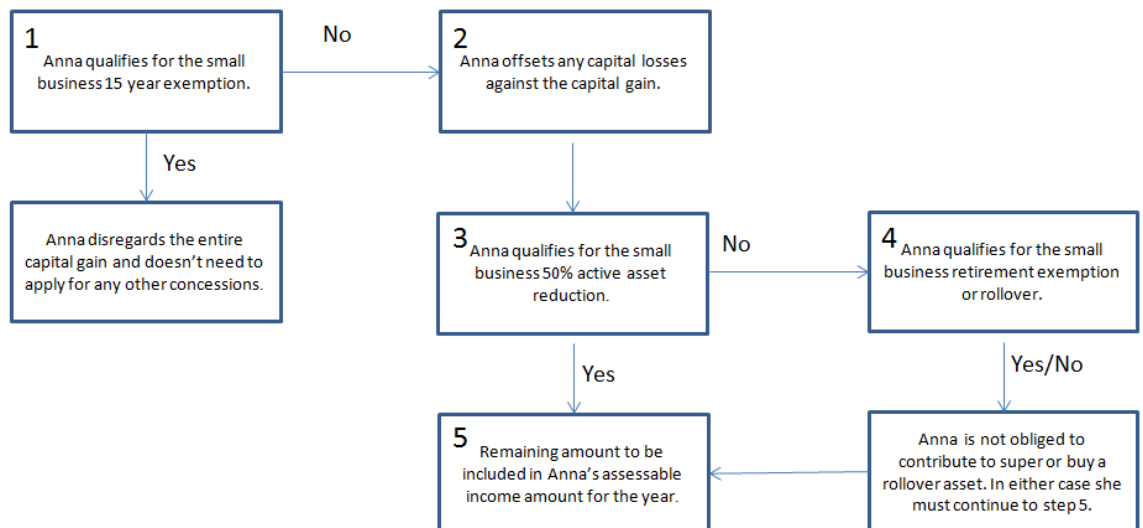 1
Anna qualifies for the small
business 15 year exemption.
No
2
Anna offsets any capital losses
against the capital gain.
Yes
Anna disregards the entire
capital gain and doesn't need to
apply for any other concessions.
3
Anna qualifies for the small
business 50% active asset
reduction.
No
4
Anna qualifies for the small
business retirement exemption
or rollover.
Yes
Yes/No
5
Remaining amount to be
included in Anna's assessable
income amount for the year.
Anna is not obliged to
contribute to super or buy a
rollover asset. In either case she
must continue to step 5.